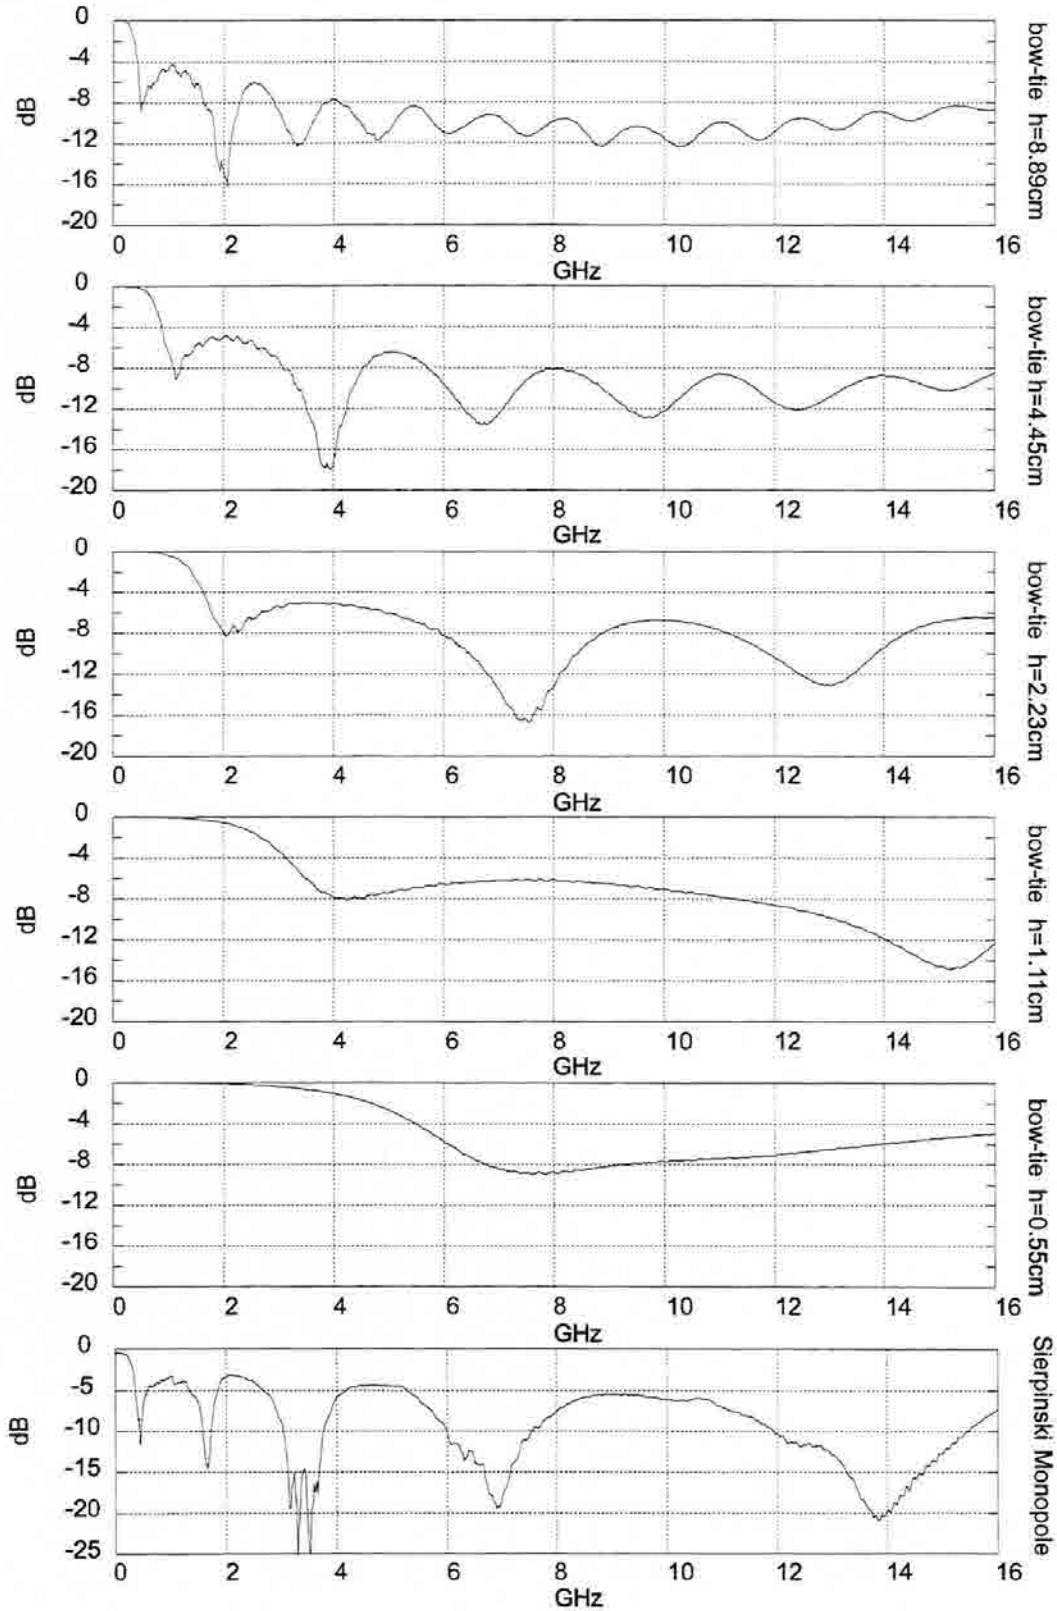 0
-4
-8
-12
-16
-20
dB
0 2 4 6 8 10 12 14 16
GHz
bow-tie h=8.89cm
0
-4
-8
-12
-16
-20
dB
0 2 4 6 8 10 12 14 16
GHz
bow-tie h=4.45cm
0
-4
-8
-12
-16
-20
dB
0 2 4 6 8 10 12 14 16
GHz
bow-tie h=2.23cm
0
-4
-8
-12
-16
-20
dB
0 2 4 6 8 10 12 14 16
GHz
bow-tie h=1.11cm
0
-4
-8
-12
-16
-20
dB
0 2 4 6 8 10 12 14 16
GHz
bow-tie h=0.55cm
0
-5
-10
-15
-20
-25
dB
0 2 4 6 8 10 12 14 16
GHz
Sierpinski Monopole